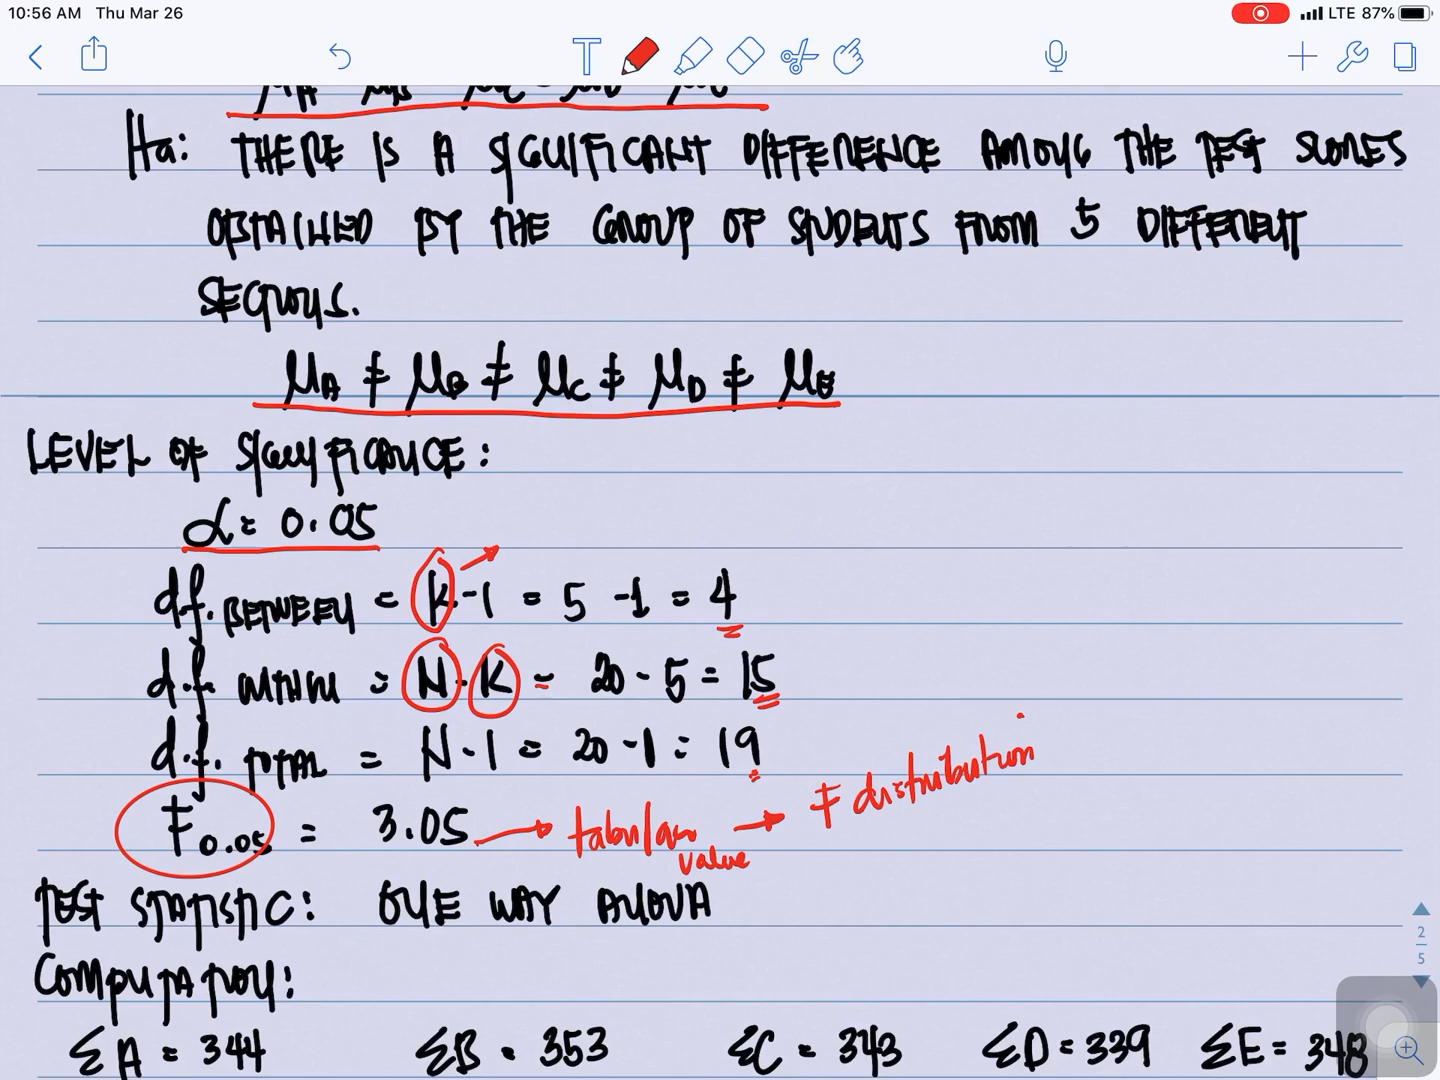 10:56 AM Thu Mar 26
LTE 87%
T
Ha: THERE IS A SIGNIFICANT DIFFERENCE AMONG THE TEST SCORES
OBTAINED BY THE GROUP OF STUDENTS FROM 5 DIFFERENT
SECTIONS.
μA ≠ μB ≠ μC ≠ μD ≠ μE
LEVEL OF SIGNIFICANCE:
α = 0.05
d.f. BETWEEN = K-1 = 5 -1 = 4
d.f. WITHIN = N-K = 20 - 5 = 15
d.f. TOTAL = N-1 = 20-1 = 19
F0.05 = 3.05 → tabular value → F distribution
TEST STATISTIC: ONE WAY ANOVA
COMPUTATION:
ΣA = 344 ΣB = 353 ΣC = 343 ΣD = 339 ΣE = 348
2
5